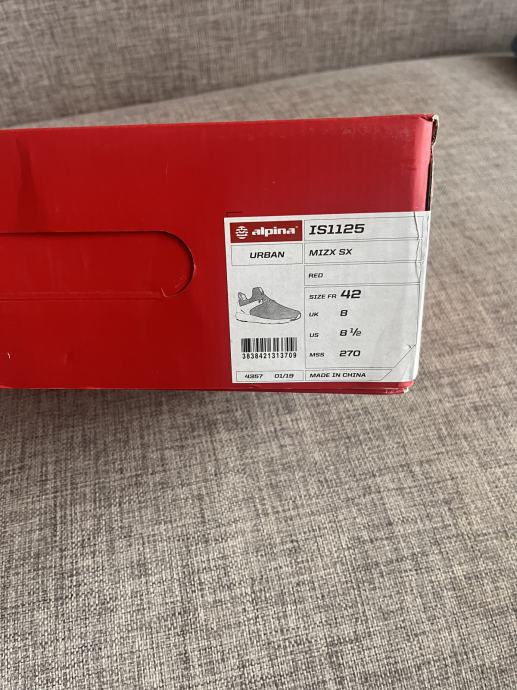 alpina
IS1125
URBAN
MIZX SX
RED
SIZE FR 42
UK 8
US 8 ½
MSS 270
3838421313709
4357 01/19
MADE IN CHINA